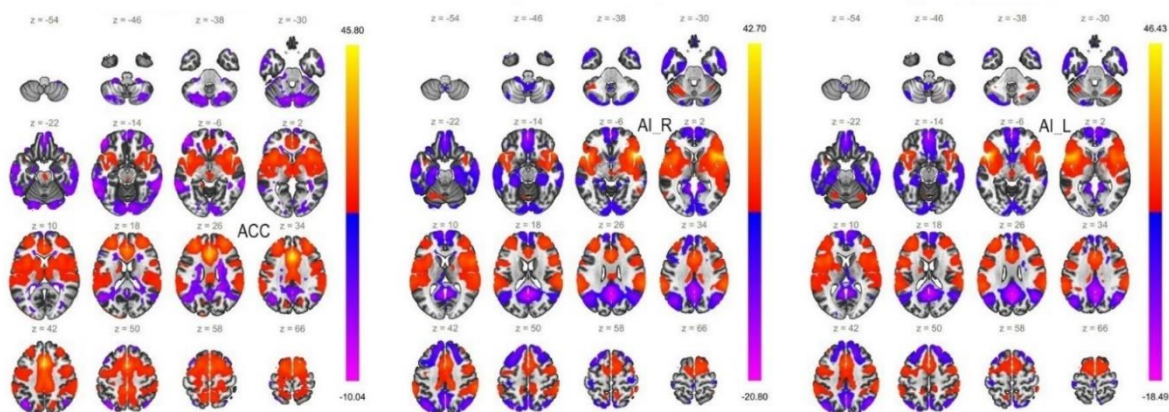 z = -54 z = -46 z = -38 z = -30
45.80
z = -22 z = -14 z = -6 z = 2
z = 10 z = 18 z = 26 z = 34
ACC
z = 42 z = 50 z = 58 z = 66
-10.04
z = -54 z = -46 z = -38 z = -30
42.70
AI_R
z = -22 z = -14 z = -6 z = 2
z = 10 z = 18 z = 26 z = 34
z = 42 z = 50 z = 58 z = 66
-20.80
z = -54 z = -46 z = -38 z = -30
46.43
AI_L
z = -22 z = -14 z = -6 z = 2
z = 10 z = 18 z = 26 z = 34
z = 42 z = 50 z = 58 z = 66
-18.49